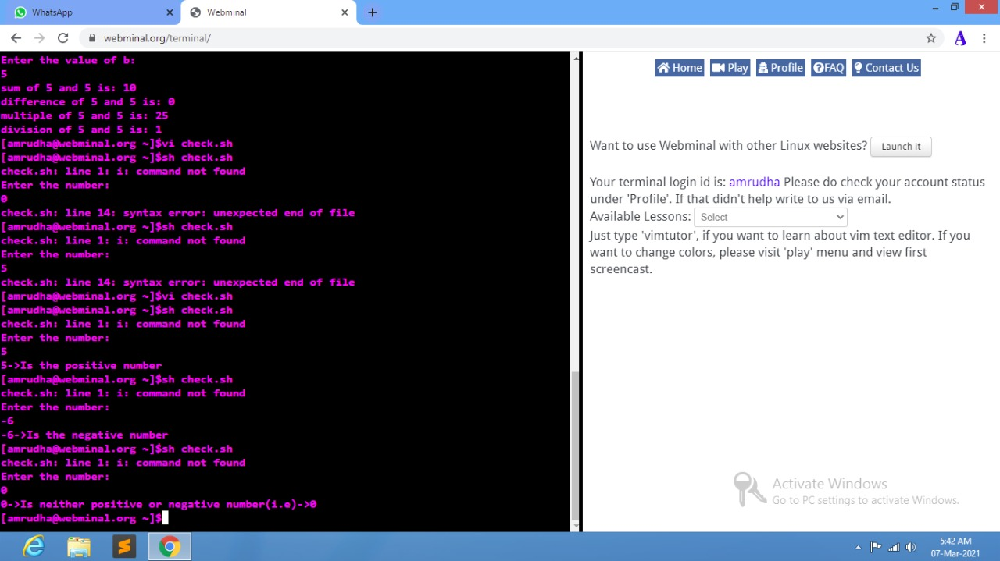 WhatsApp
Webminal
webminal.org/terminal/
Enter the value of b:
5
sum of 5 and 5 is: 10
difference of 5 and 5 is: 0
multiple of 5 and 5 is: 25
division of 5 and 5 is: 1
[amrudha@webminal.org ~]$vi check.sh
[amrudha@webminal.org ~]$sh check.sh
check.sh: line 1: i: command not found
Enter the number:
0
check.sh: line 14: syntax error: unexpected end of file
[amrudha@webminal.org ~]$sh check.sh
check.sh: line 1: i: command not found
Enter the number:
5
check.sh: line 14: syntax error: unexpected end of file
[amrudha@webminal.org ~]$vi check.sh
[amrudha@webminal.org ~]$sh check.sh
check.sh: line 1: i: command not found
Enter the number:
5
5->Is the positive number
[amrudha@webminal.org ~]$sh check.sh
check.sh: line 1: i: command not found
Enter the number:
-6
-6->Is the negative number
[amrudha@webminal.org ~]$sh check.sh
check.sh: line 1: i: command not found
Enter the number:
0
0->Is neither positive or negative number(i.e)->0
[amrudha@webminal.org ~]$
Home Play Profile FAQ Contact Us
Want to use Webminal with other Linux websites? Launch it
Your terminal login id is: amrudha Please do check your account status
under 'Profile'. If that didn't help write to us via email.
Available Lessons: Select
Just type 'vimtutor', if you want to learn about vim text editor. If you
want to change colors, please visit 'play' menu and view first
screencast.
Activate Windows
Go to PC settings to activate Windows.
5:42 AM
07-Mar-2021